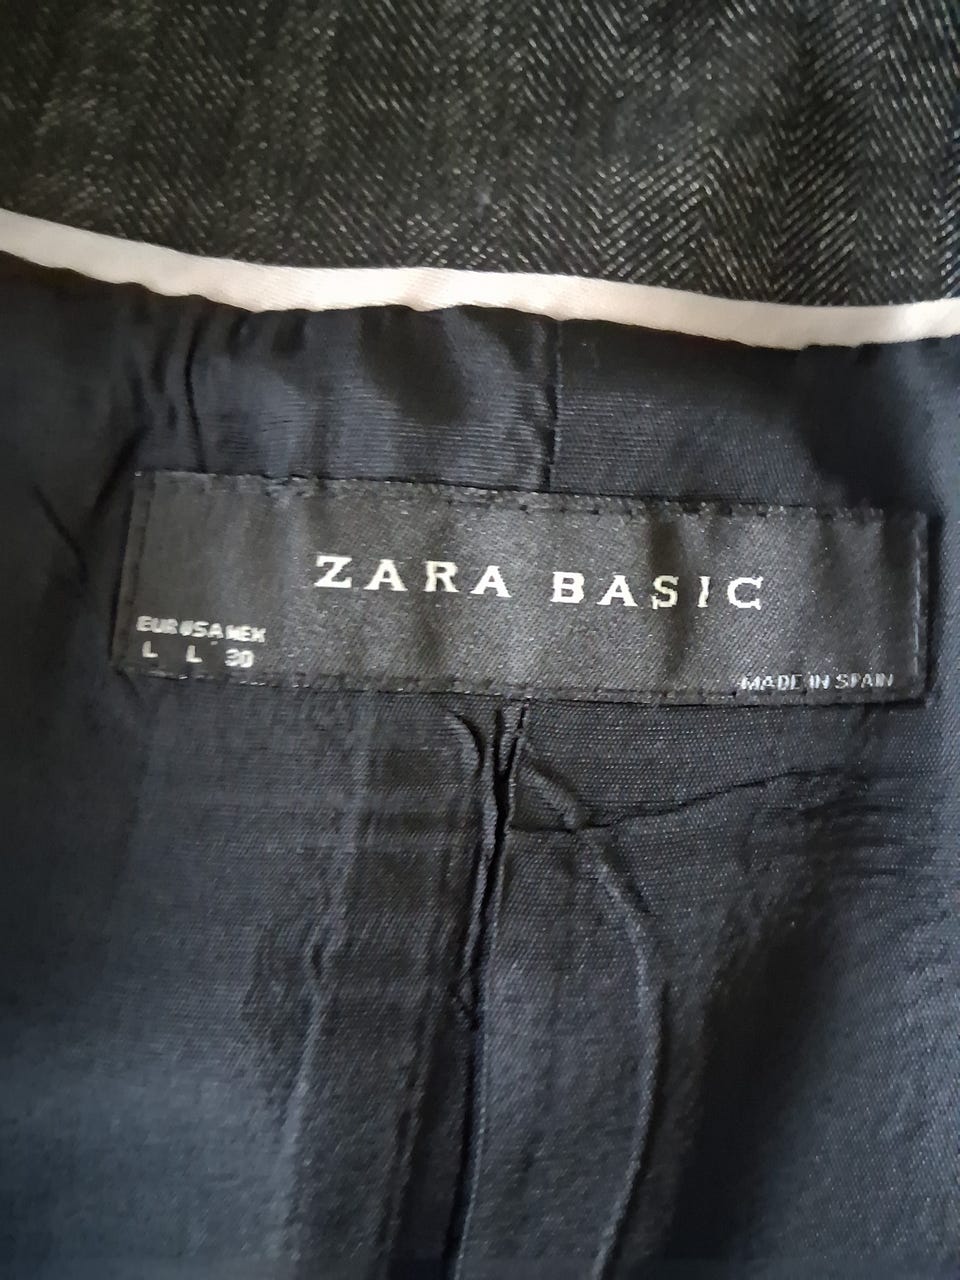 ZARA BASIC
EUR USA MEX
L L 30
MADE IN SPAIN